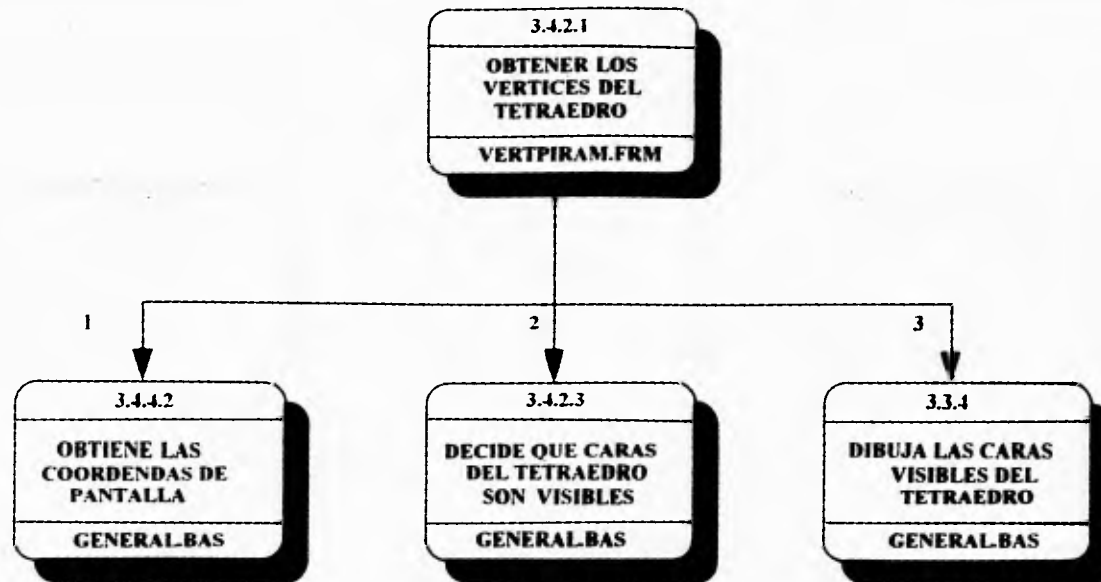 3.4.2.1
OBTENER LOS
VERTICES DEL
TETRAEDRO
VERTPIRAM.FRM
1
2
3
3.4.4.2
OBTIENE LAS
COORDENDAS DE
PANTALLA
GENERAL.BAS
3.4.2.3
DECIDE QUE CARAS
DEL TETRAEDRO
SON VISIBLES
GENERAL.BAS
3.3.4
DIBUJA LAS CARAS
VISIBLES DEL
TETRAEDRO
GENERAL.BAS